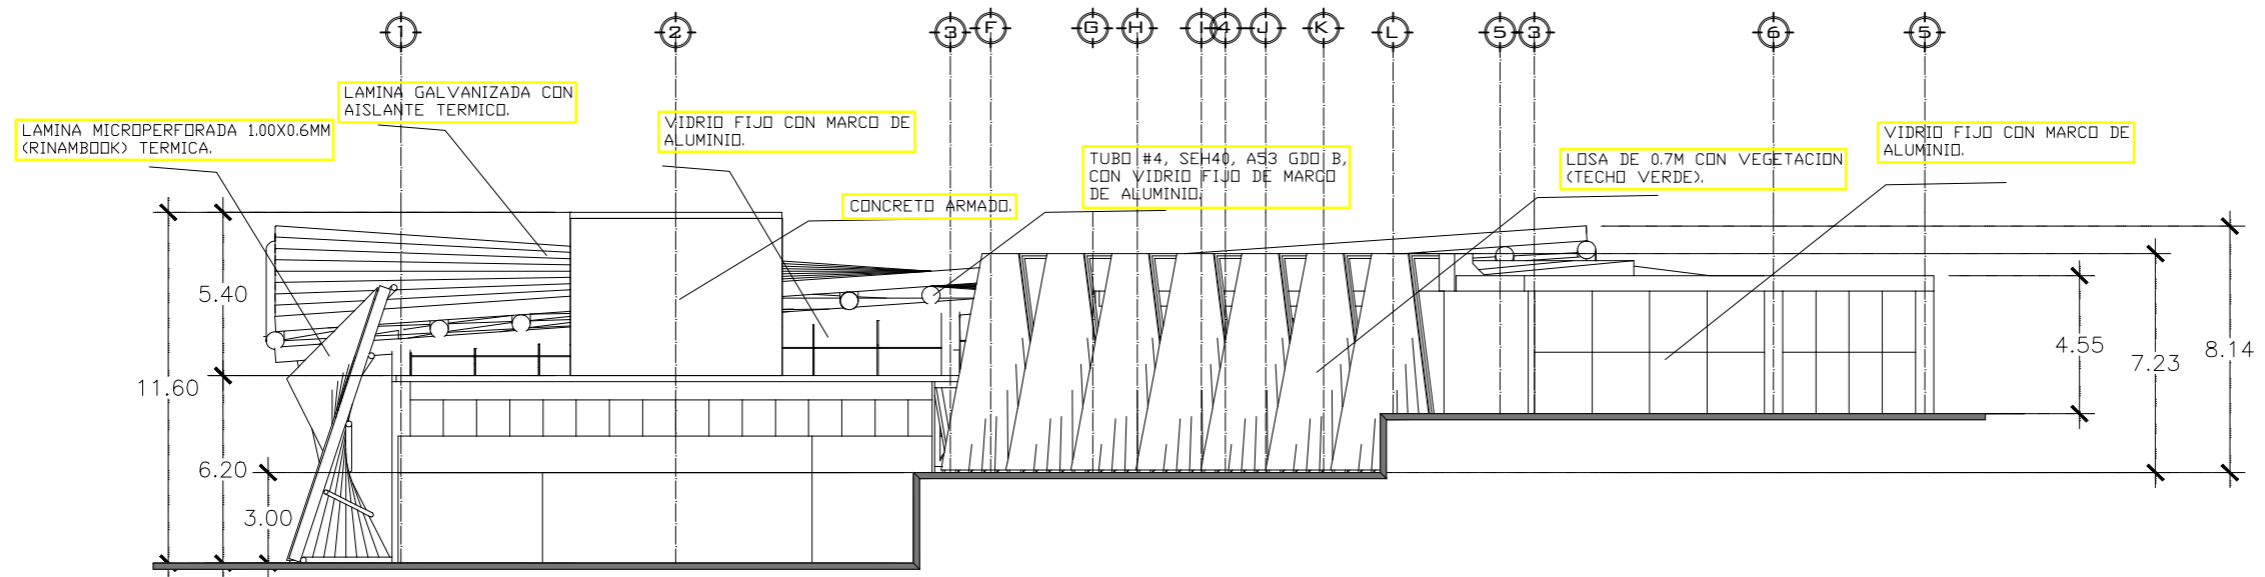 1 2 3 F G H I 4 J K L 5 3 6 5
LAMINA GALVANIZADA CON
AISLANTE TERMICO.
LAMINA MICROPERFORADA 1.00X0.6MM
(RINAMBOOK) TERMICA.
VIDRIO FIJO CON MARCO DE
ALUMINIO.
CONCRETO ARMADO.
TUBO #4, SEH40, A53 GDO B,
CON VIDRIO FIJO DE MARCO
DE ALUMINIO.
LOSA DE 0.7M CON VEGETACION
(TECHO VERDE).
VIDRIO FIJO CON MARCO DE
ALUMINIO.
5.40
11.60
6.20
3.00
4.55
7.23
8.14